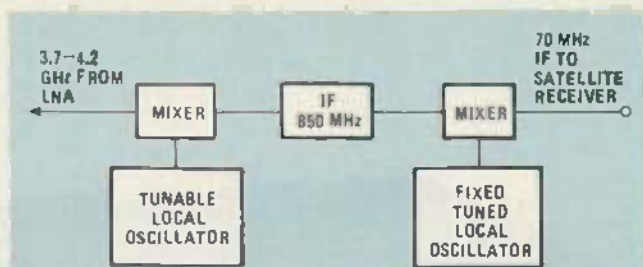 3.7–4.2
GHz FROM
LNA
MIXER
IF
850 MHz
MIXER
70 MHz
IF TO
SATELLITE
RECEIVER
TUNABLE
LOCAL
OSCILLATOR
FIXED
TUNED
LOCAL
OSCILLATOR